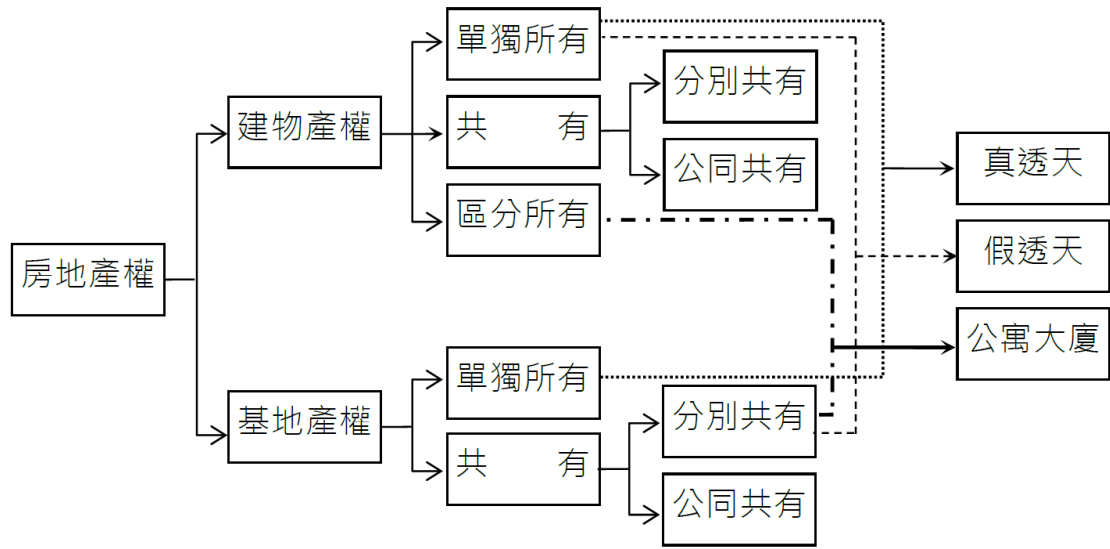 房地產權
建物產權
單獨所有
共　　有
分別共有
公同共有
區分所有
基地產權
單獨所有
共　　有
分別共有
公同共有
真透天
假透天
公寓大廈